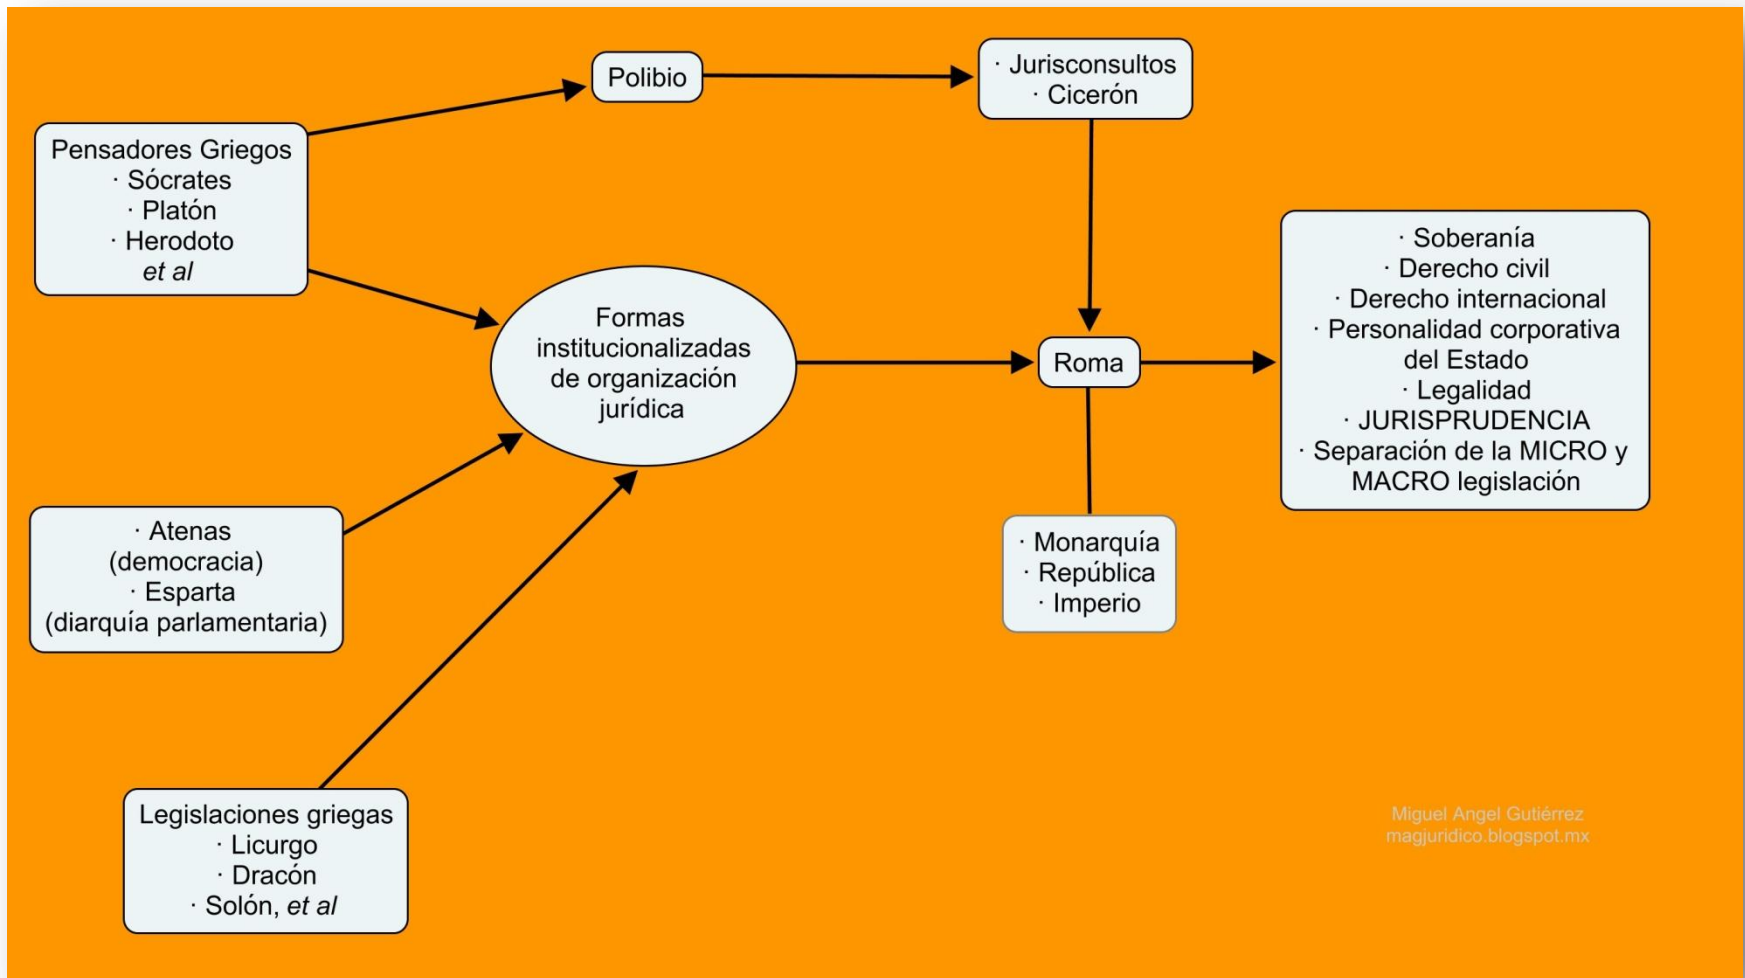 Polibio
· Jurisconsultos
· Cicerón
Pensadores Griegos
· Sócrates
· Platón
· Herodoto
et al
Formas
institucionalizadas
de organización
jurídica
Roma
· Soberanía
· Derecho civil
· Derecho internacional
· Personalidad corporativa
del Estado
· Legalidad
· JURISPRUDENCIA
· Separación de la MICRO y
MACRO legislación
· Atenas
(democracia)
· Esparta
(diarquía parlamentaria)
· Monarquía
· República
· Imperio
Legislaciones griegas
· Licurgo
· Dracón
· Solón, et al
Miguel Angel Gutiérrez
magjuridico.blogspot.mx